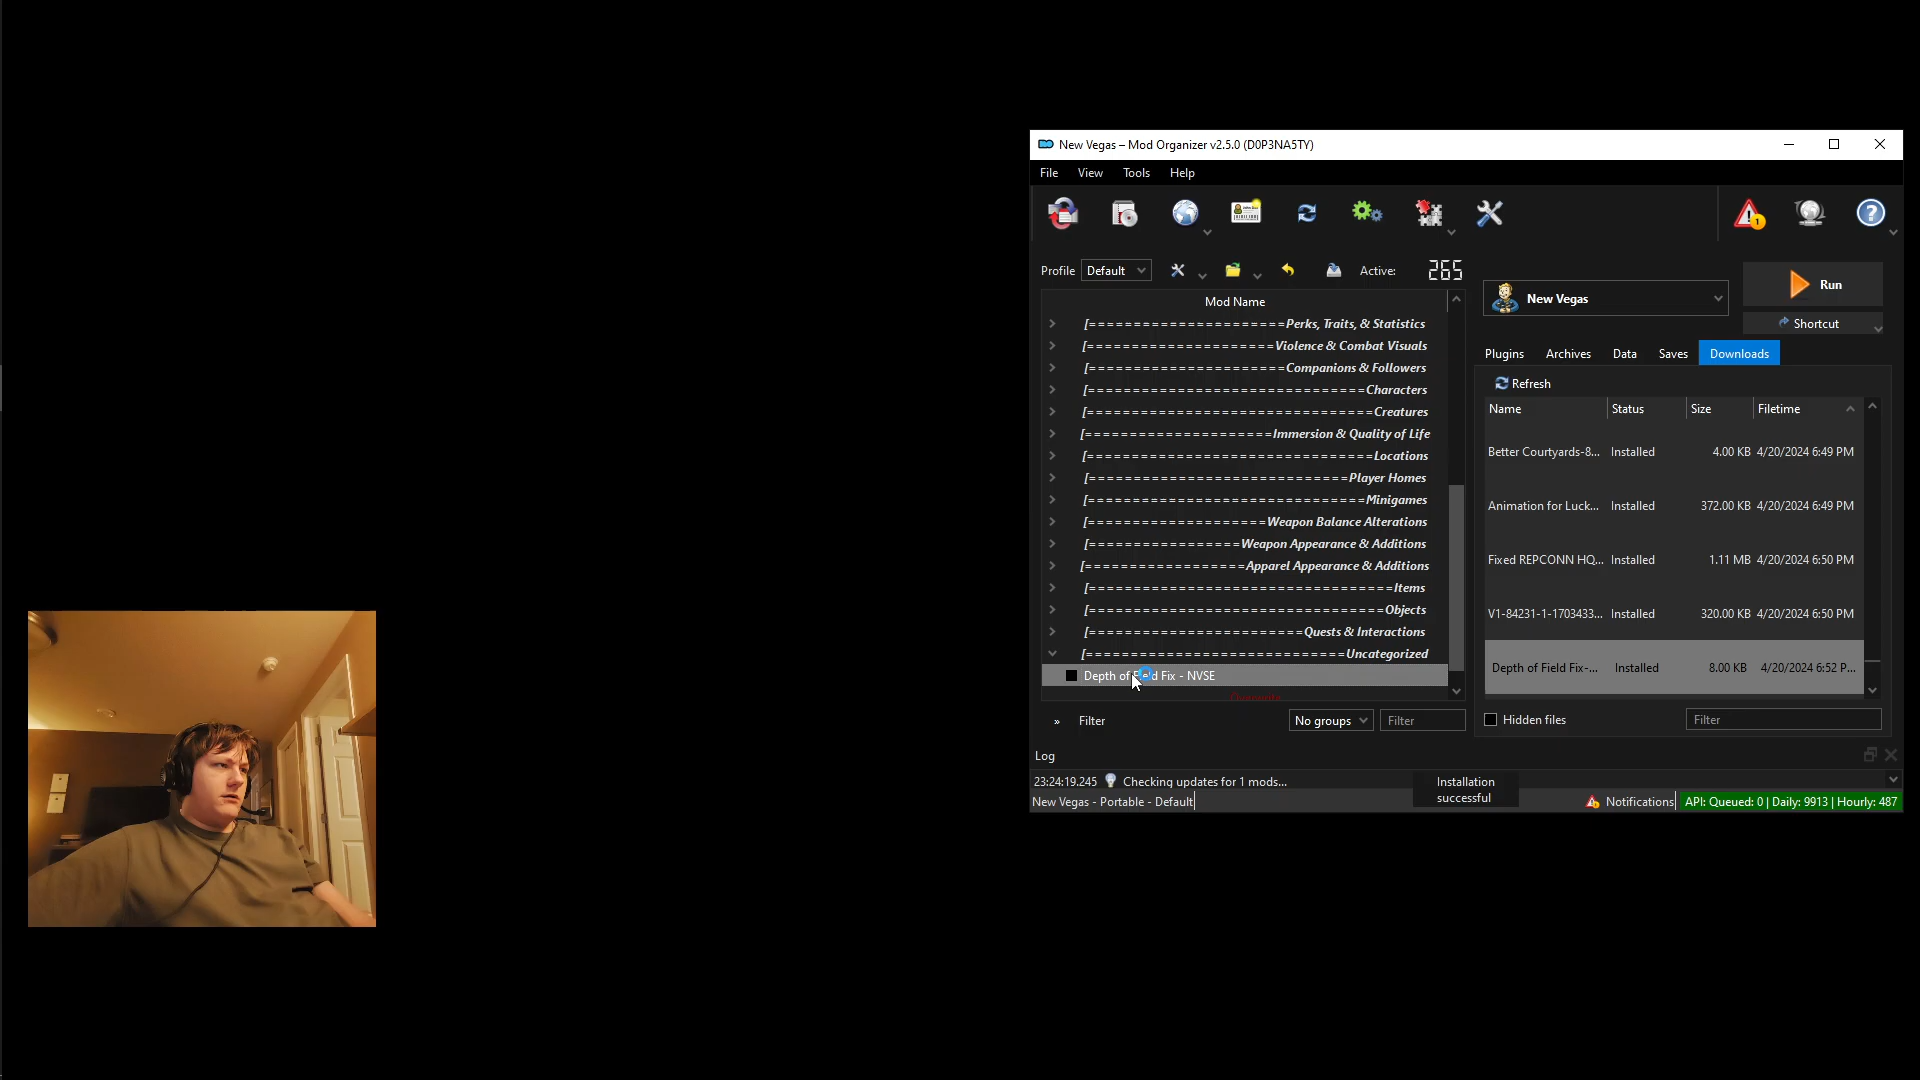 New Vegas – Mod Organizer v2.5.0 (D0P3NA5TY)
File View Tools Help
1
Profile Default Active: 265
New Vegas
Run
Shortcut
Mod Name
[======================Perks, Traits, & Statistics
[=====================Violence & Combat Visuals
[======================Companions & Followers
[===============================Characters
[================================Creatures
[=====================Immersion & Quality of Life
[================================Locations
[=============================Player Homes
[===============================Minigames
[====================Weapon Balance Alterations
[=================Weapon Appearance & Additions
[==================Apparel Appearance & Additions
[==================================Items
[=================================Objects
[========================Quests & Interactions
[=============================Uncategorized
Depth of Field Fix - NVSE
Overwrite
» Filter No groups Filter
Plugins Archives Data Saves Downloads
Refresh
Name Status Size Filetime
Better Courtyards-8... Installed 4.00 KB 4/20/2024 6:49 PM
Animation for Luck... Installed 372.00 KB 4/20/2024 6:49 PM
Fixed REPCONN HQ... Installed 1.11 MB 4/20/2024 6:50 PM
V1-84231-1-1703433... Installed 320.00 KB 4/20/2024 6:50 PM
Depth of Field Fix-... Installed 8.00 KB 4/20/2024 6:52 P...
Hidden files Filter
Log
23:24:19.245 Checking updates for 1 mods...
Installation
successful
New Vegas - Portable - Default
Notifications API: Queued: 0 | Daily: 9913 | Hourly: 487